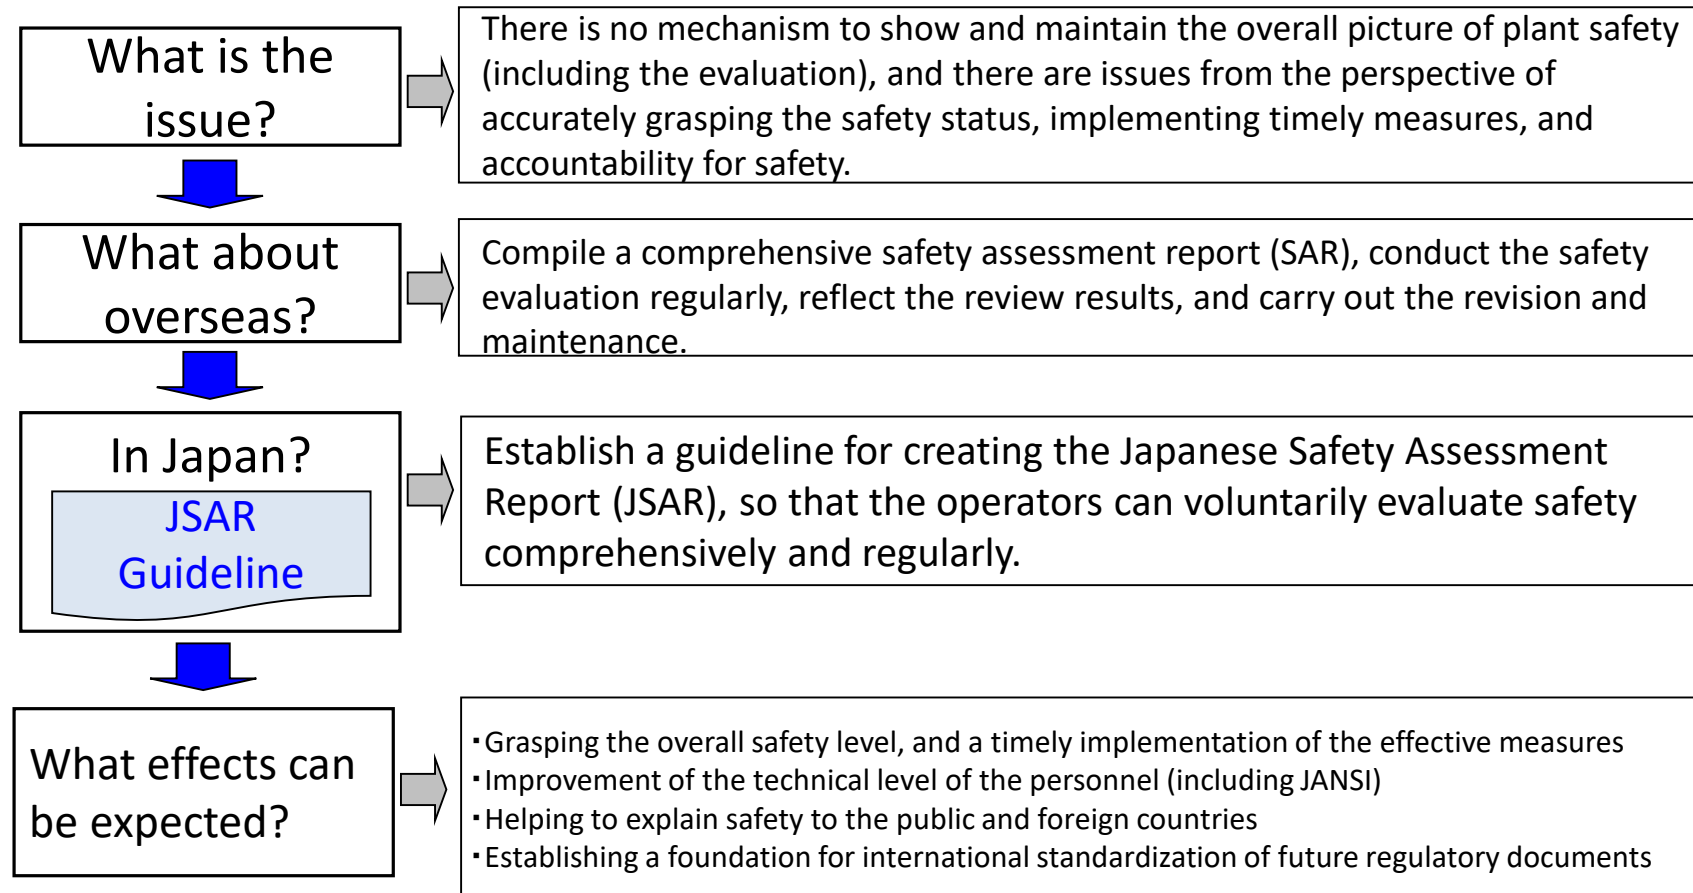 What is the
issue?
There is no mechanism to show and maintain the overall picture of plant safety
(including the evaluation), and there are issues from the perspective of
accurately grasping the safety status, implementing timely measures, and
accountability for safety.
What about
overseas?
Compile a comprehensive safety assessment report (SAR), conduct the safety
evaluation regularly, reflect the review results, and carry out the revision and
maintenance.
In Japan?
JSAR
Guideline
Establish a guideline for creating the Japanese Safety Assessment
Report (JSAR), so that the operators can voluntarily evaluate safety
comprehensively and regularly.
What effects can
be expected?
・Grasping the overall safety level, and a timely implementation of the effective measures
・Improvement of the technical level of the personnel (including JANSI)
・Helping to explain safety to the public and foreign countries
・Establishing a foundation for international standardization of future regulatory documents